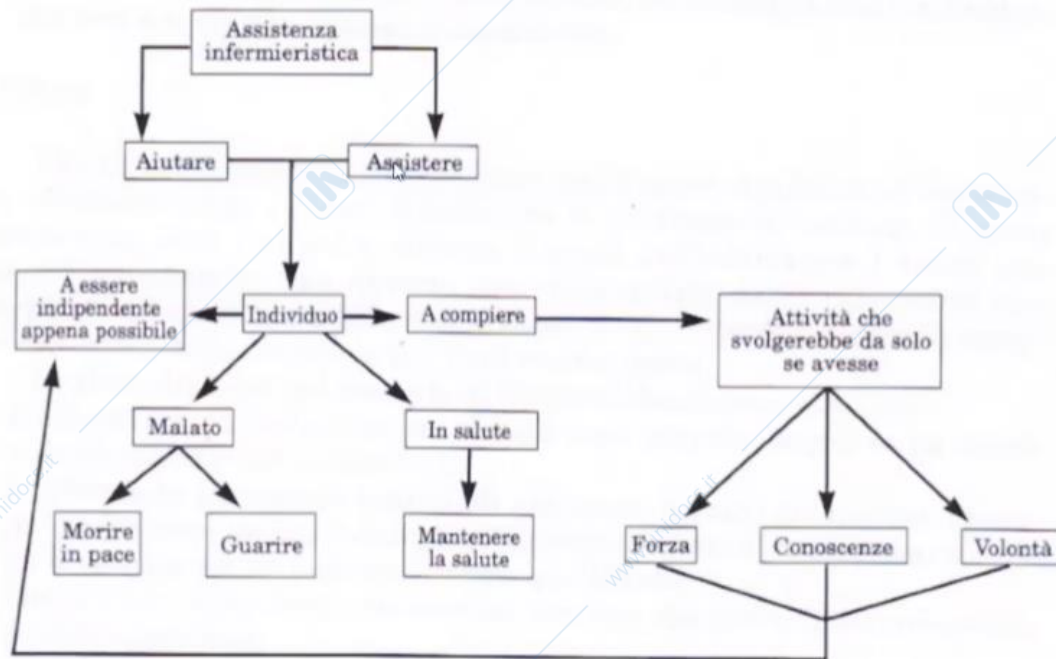 Assistenza
infermieristica
Aiutare
Assistere
A essere
indipendente
appena possibile
Individuo
A compiere
Attività che
svolgerebbe da solo
se avesse
Malato
In salute
Morire
in pace
Guarire
Mantenere
la salute
Forza
Conoscenze
Volontà